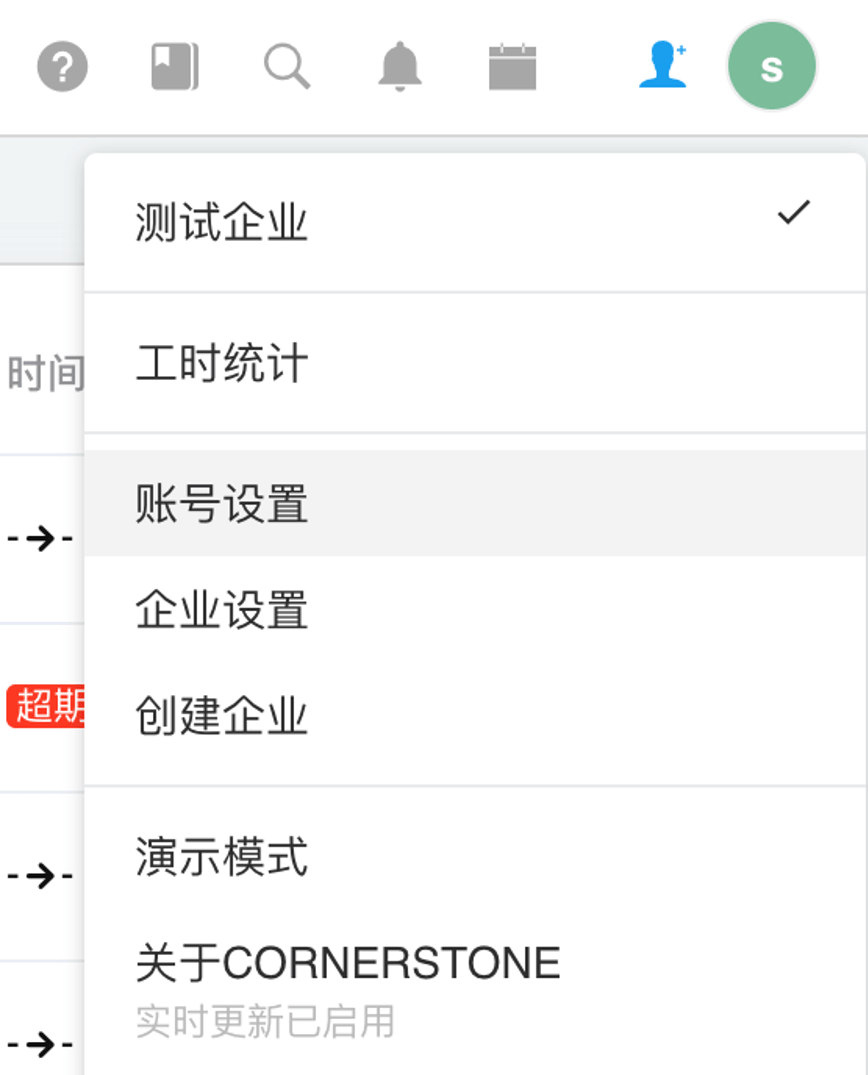 ?
s
测试企业
工时统计
时间
账号设置
企业设置
超期
创建企业
演示模式
关于CORNERSTONE
实时更新已启用